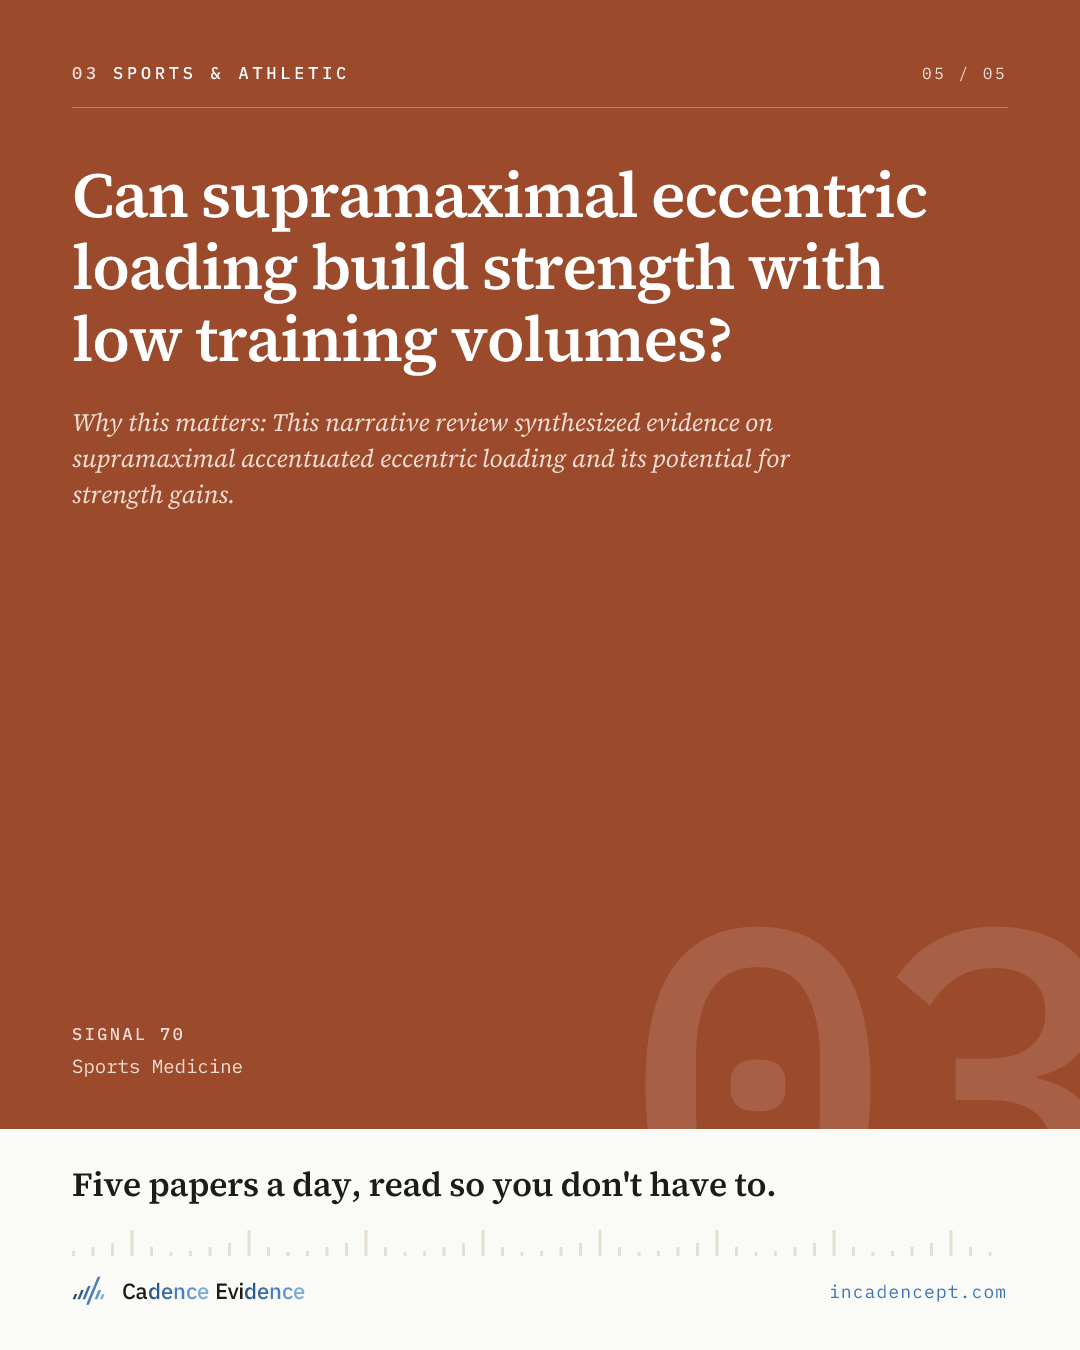 03 SPORTS & ATHLETIC
05 / 05
Can supramaximal eccentric
loading build strength with
low training volumes?
Why this matters: This narrative review synthesized evidence on
supramaximal accentuated eccentric loading and its potential for
strength gains.
03
SIGNAL 70
Sports Medicine
Five papers a day, read so you don't have to.
Cadence Evidence
incadencept.com